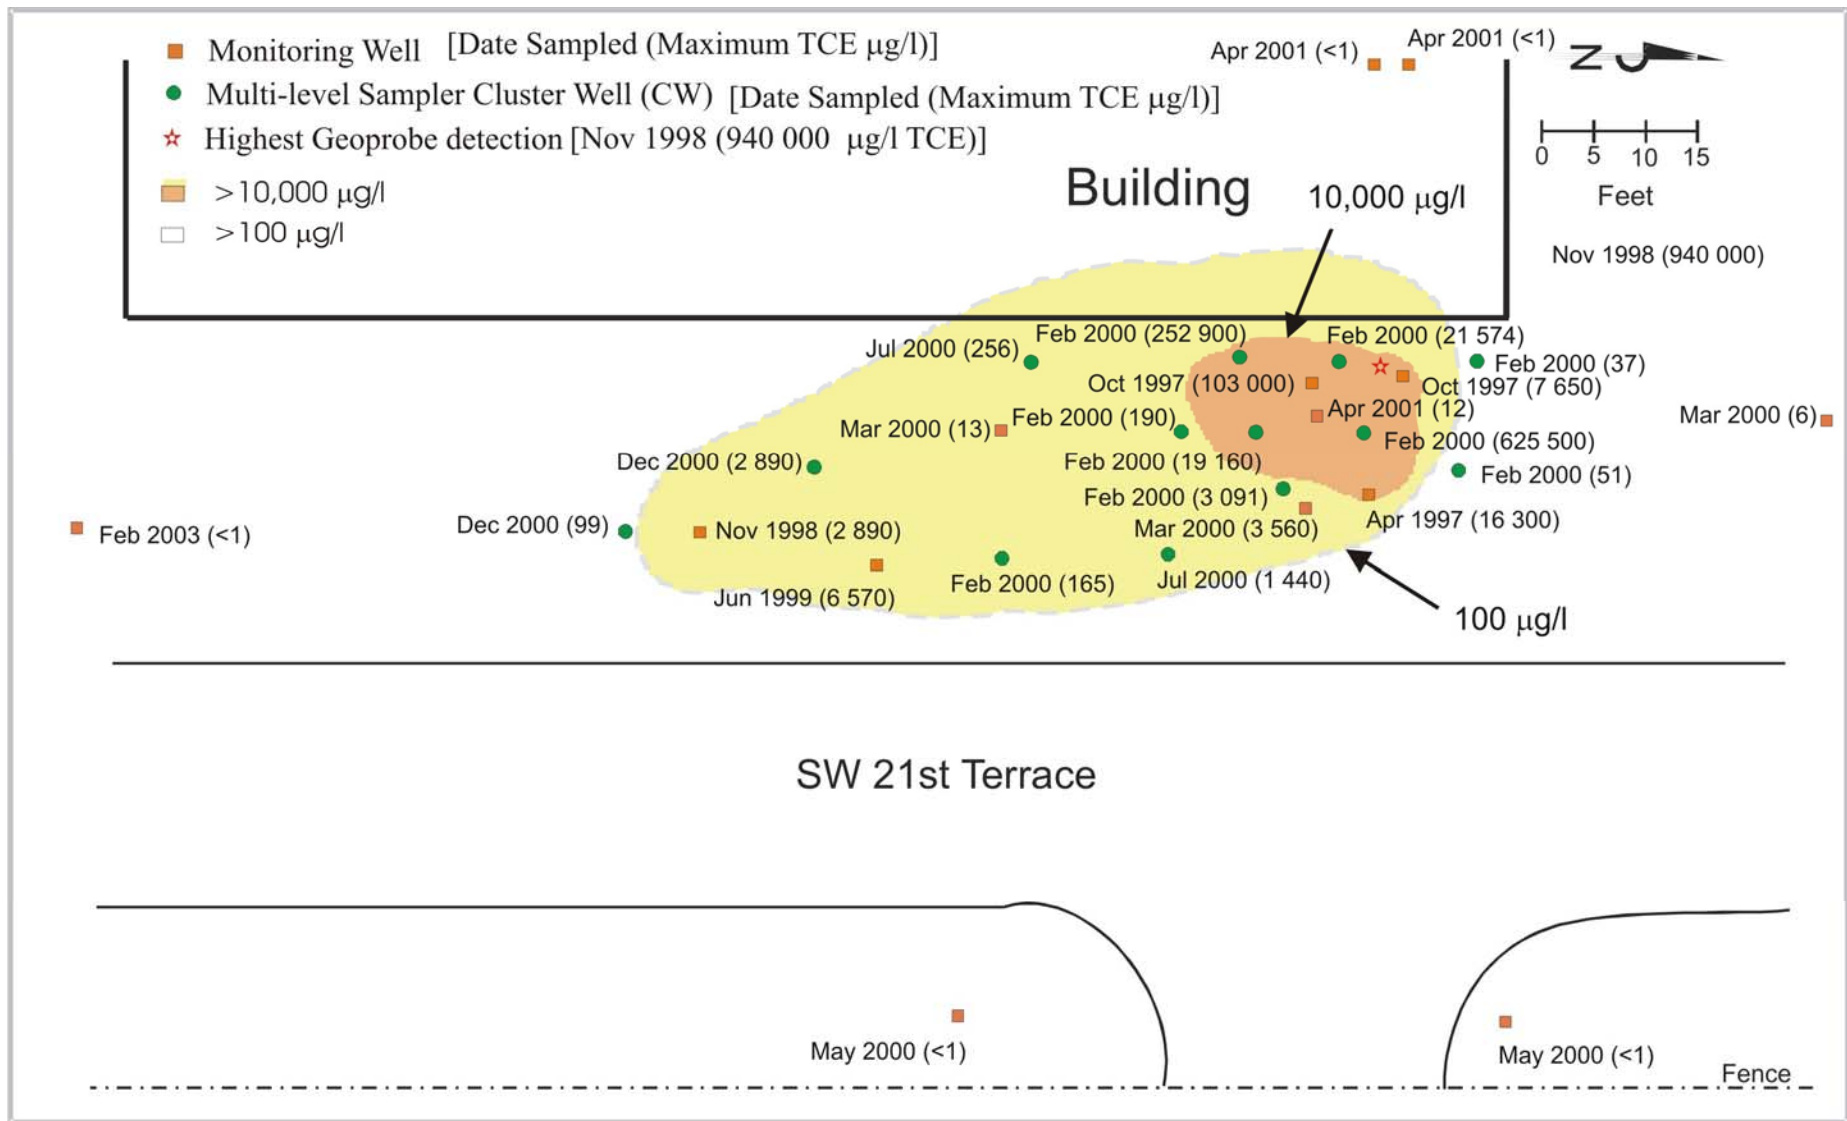 Monitoring Well [Date Sampled (Maximum TCE µg/l)]
Multi-level Sampler Cluster Well (CW) [Date Sampled (Maximum TCE µg/l)]
Highest Geoprobe detection [Nov 1998 (940 000 µg/l TCE)]
>10,000 µg/l
>100 µg/l
Apr 2001 (<1)
Apr 2001 (<1)
N
0 5 10 15
Feet
Building
10,000 µg/l
Nov 1998 (940 000)
Feb 2000 (252 900)
Feb 2000 (21 574)
Jul 2000 (256)
Feb 2000 (37)
Oct 1997 (103 000)
Oct 1997 (7 650)
Apr 2001 (12)
Mar 2000 (6)
Feb 2000 (190)
Mar 2000 (13)
Feb 2000 (625 500)
Dec 2000 (2 890)
Feb 2000 (19 160)
Feb 2000 (51)
Feb 2000 (3 091)
Apr 1997 (16 300)
Dec 2000 (99)
Nov 1998 (2 890)
Mar 2000 (3 560)
Feb 2003 (<1)
Feb 2000 (165)
Jul 2000 (1 440)
Jun 1999 (6 570)
100 µg/l
SW 21st Terrace
May 2000 (<1)
May 2000 (<1)
Fence